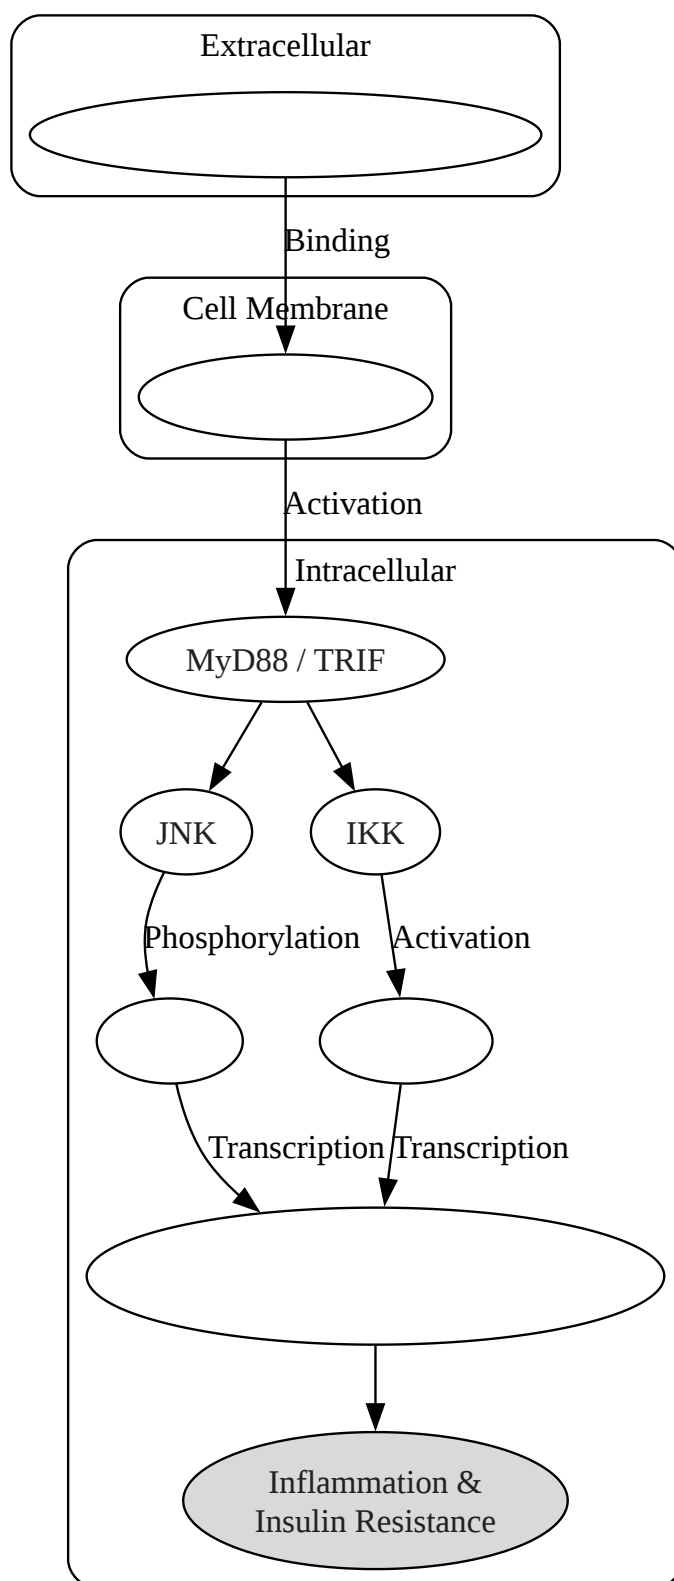 Extracellular
Binding
Cell Membrane
Activation
Intracellular
MyD88 / TRIF
JNK
IKK
Phosphorylation
Activation
Transcription
Transcription
Inflammation &
Insulin Resistance